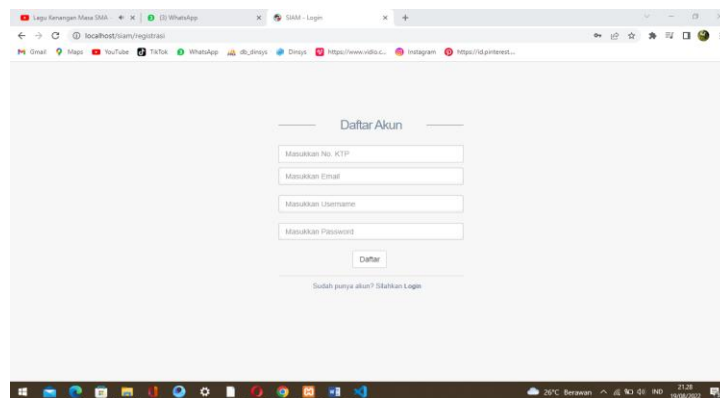 Lagu Kenangan Masa SMA
(3) WhatsApp
SIAM - Login
localhost/siam/registrasi
Gmail
Maps
YouTube
TikTok
WhatsApp
db_dinsys
Dinsys
https://www.vidio.c...
Instagram
https://id.pinterest...
Daftar Akun
Masukkan No. KTP
Masukkan Email
Masukkan Username
Masukkan Password
Daftar
Sudah punya akun? Silahkan Login
26°C Berawan
IND
21.28
19/08/2022